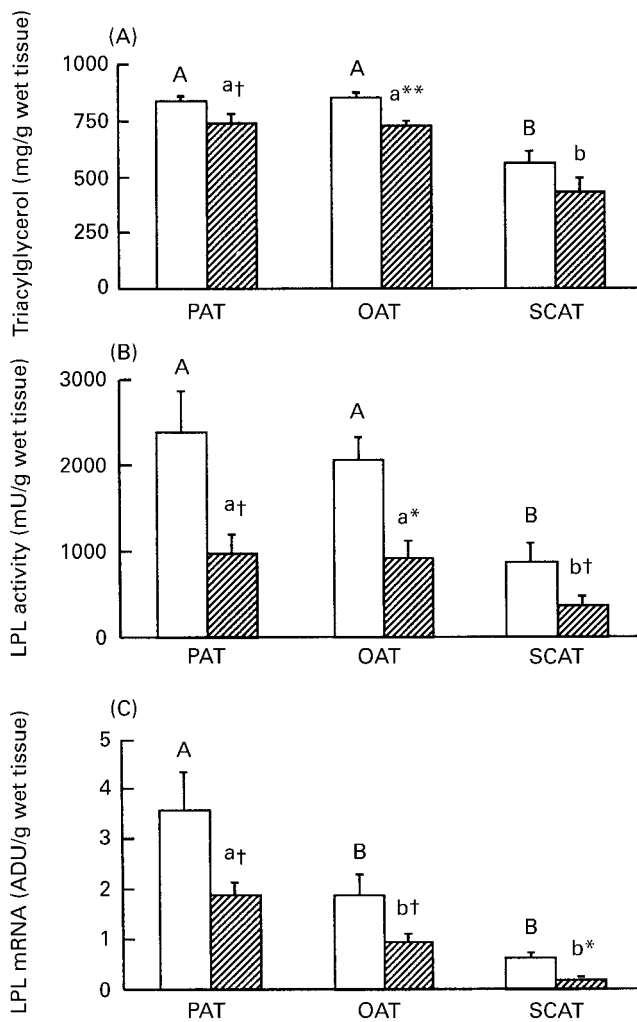 (A)
Triacylglycerol (mg/g wet tissue)
1000
750
500
250
0
A
a†
A
a**
B
b
PAT
OAT
SCAT
(B)
LPL activity (mU/g wet tissue)
3000
2000
1000
0
A
a†
A
a*
B
b†
PAT
OAT
SCAT
(C)
LPL mRNA (ADU/g wet tissue)
5
4
3
2
1
0
A
a†
B
b†
B
b*
PAT
OAT
SCAT